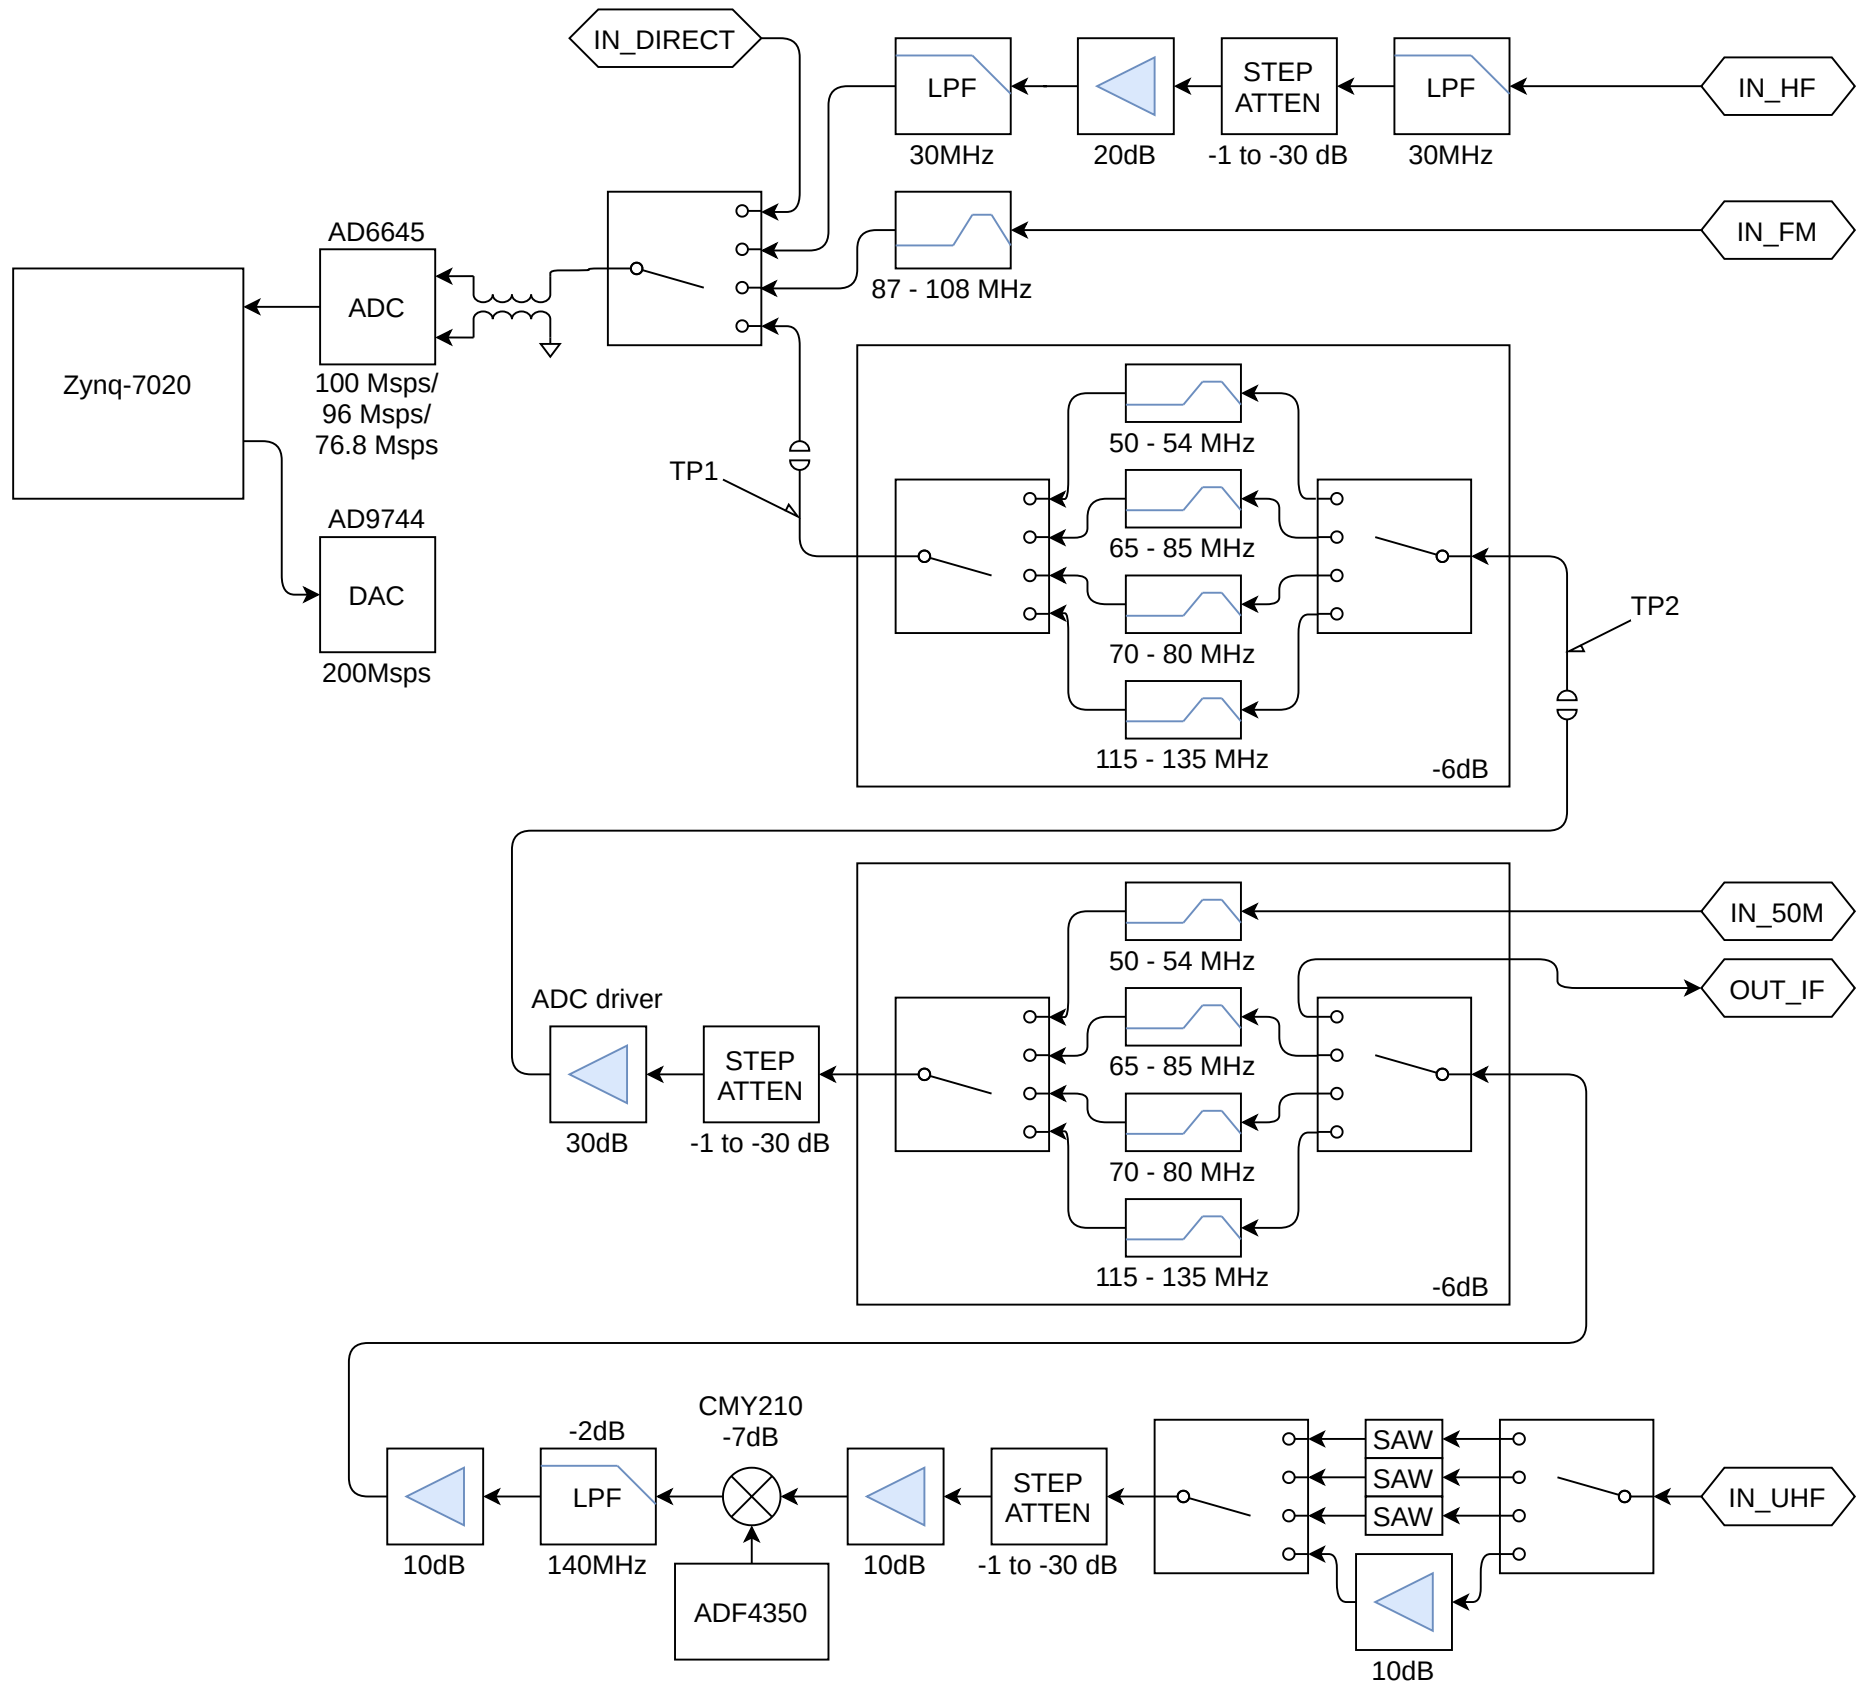 IN_DIRECT
LPF
30MHz
20dB
STEP
ATTEN
-1 to -30 dB
LPF
30MHz
IN_HF
87 - 108 MHz
IN_FM
Zynq-7020
AD6645
ADC
100 Msps/
96 Msps/
76.8 Msps
AD9744
DAC
200Msps
TP1
50 - 54 MHz
65 - 85 MHz
70 - 80 MHz
115 - 135 MHz
-6dB
TP2
ADC driver
30dB
STEP
ATTEN
-1 to -30 dB
50 - 54 MHz
65 - 85 MHz
70 - 80 MHz
115 - 135 MHz
-6dB
IN_50M
OUT_IF
10dB
-2dB
LPF
140MHz
CMY210
-7dB
ADF4350
10dB
STEP
ATTEN
-1 to -30 dB
SAW
SAW
SAW
10dB
IN_UHF